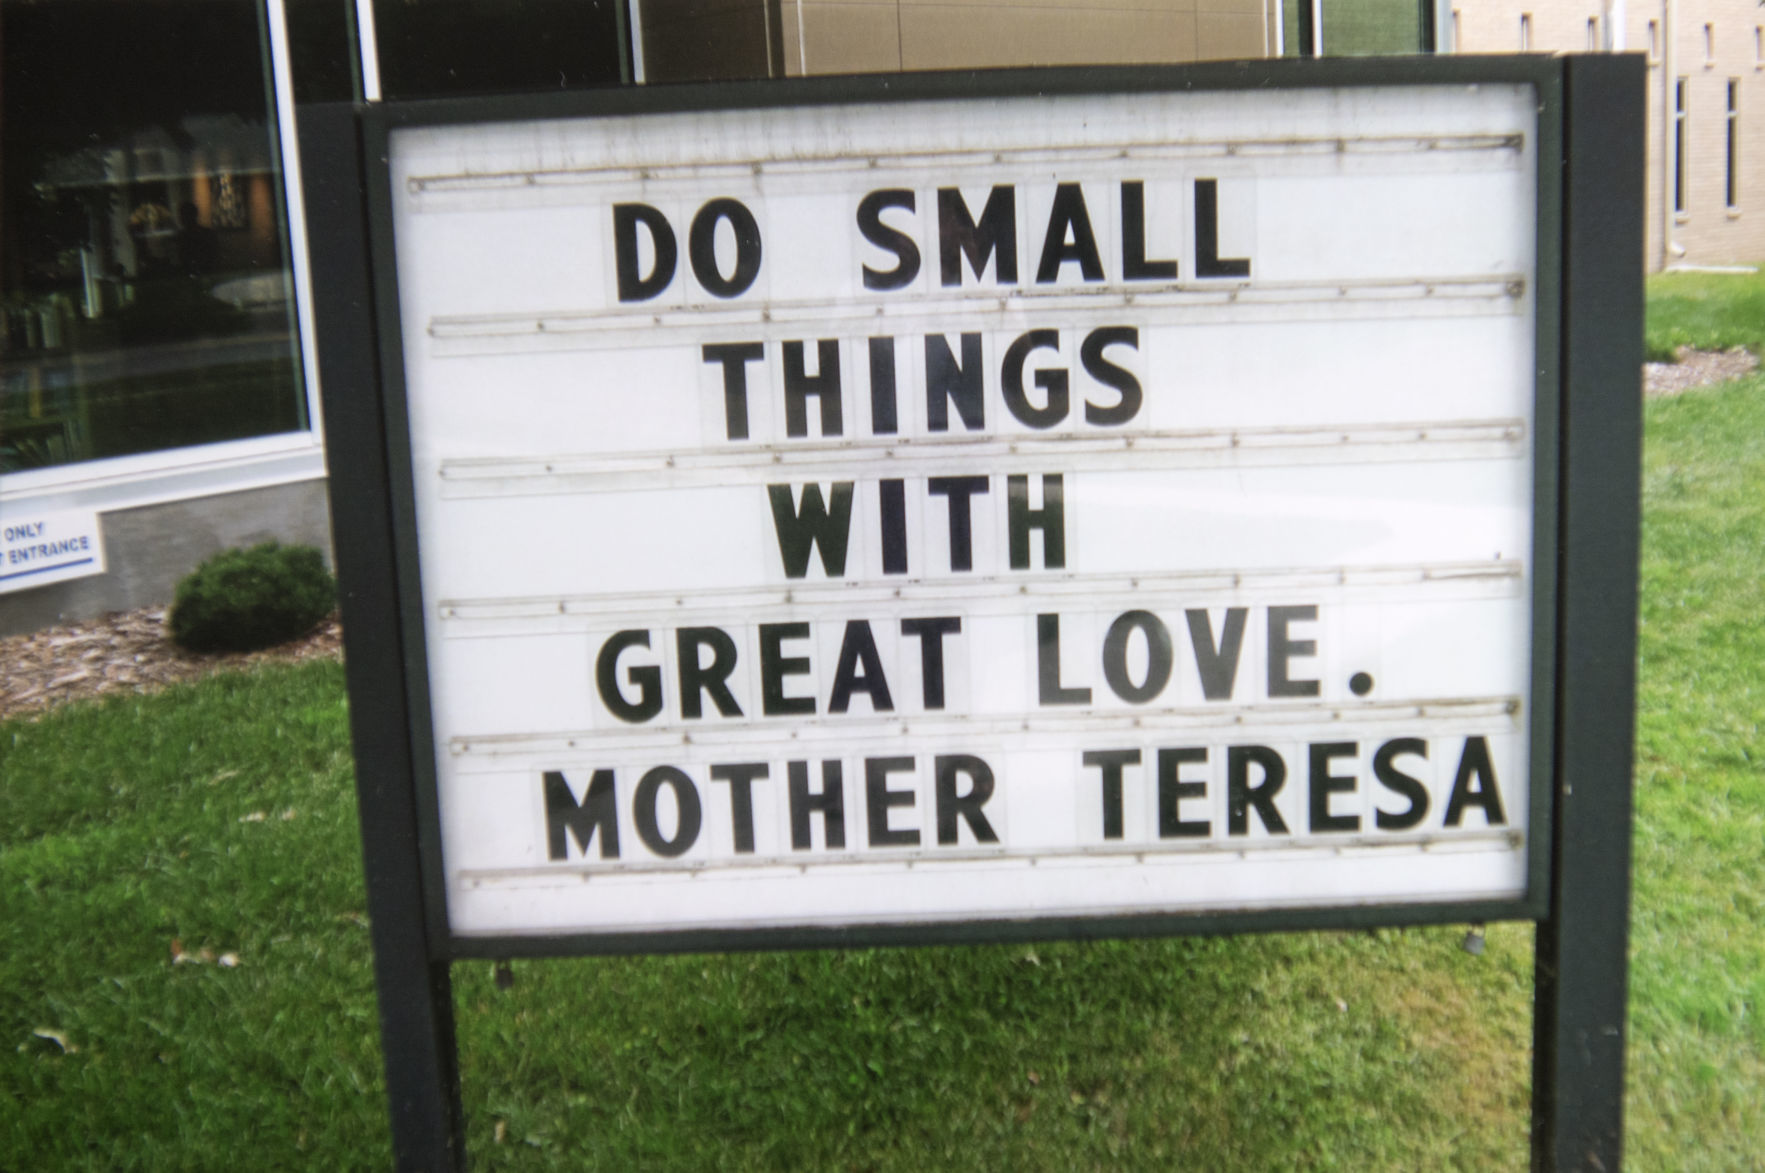 DO SMALL
THINGS
WITH
GREAT LOVE.
MOTHER TERESA
ONLY
ENTRANCE